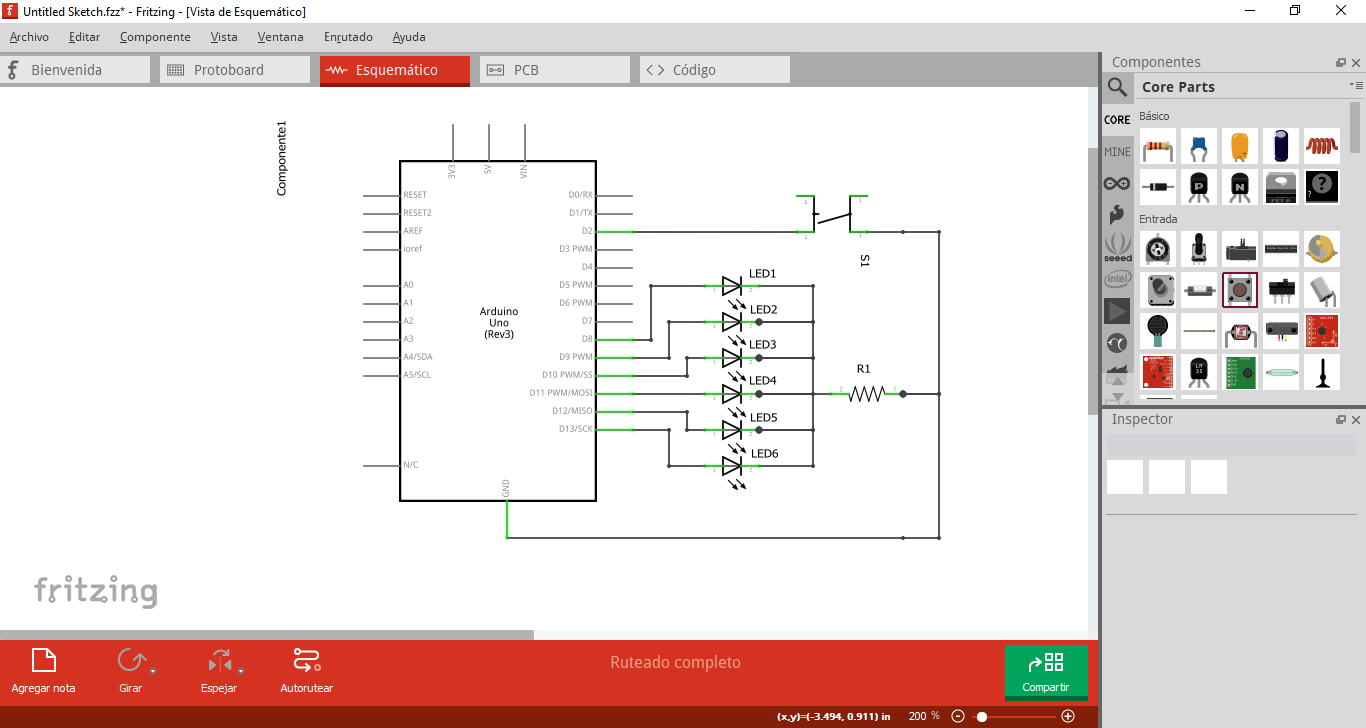 Untitled Sketch.fzz* - Fritzing - [Vista de Esquemático]
Archivo Editar Componente Vista Ventana Enrutado Ayuda
Bienvenida Protoboard Esquemático PCB Código
Componente1
3V3 5V VIN
RESET D0/RX
RESET2 D1/TX
AREF D2
ioref D3 PWM
D4
A0 D5 PWM
A1 D6 PWM
A2 D7
A3 D8
A4/SDA D9 PWM
A5/SCL D10 PWM/SS
D11 PWM/MOSI
D12/MISO
D13/SCK
N/C
GND
Arduino
Uno
(Rev3)
S1
LED1
LED2
LED3
LED4
LED5
LED6
R1
fritzing
Componentes
Core Parts
CORE
MINE
seeed
intel
Básico
P N
FET G
?
Entrada
LM
35
Inspector
Agregar nota Girar Espejar Autorutear
Ruteado completo
Compartir
(x,y)=(-3.494, 0.911) in 200 %